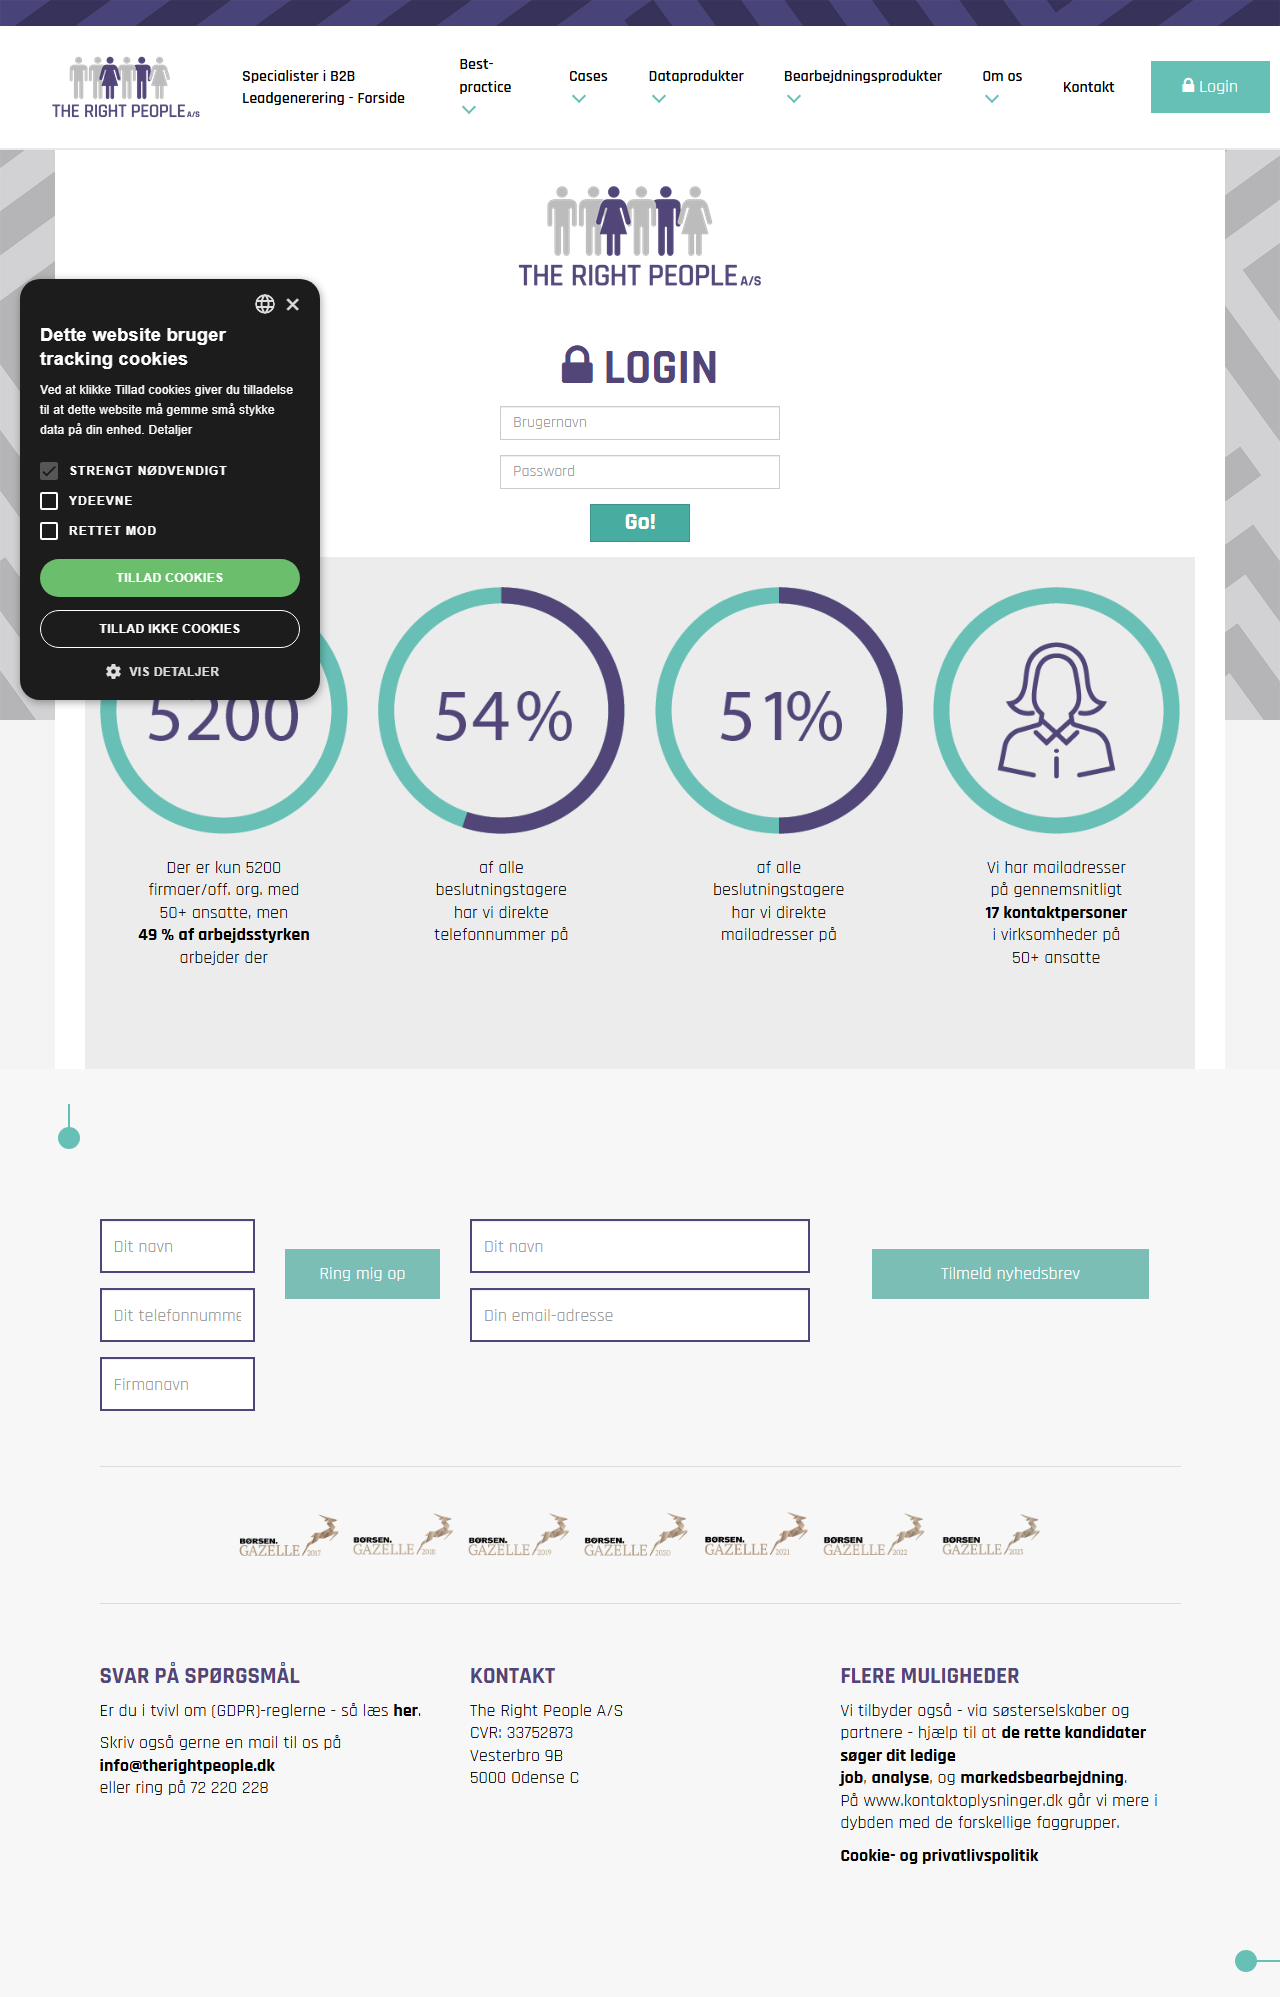 THE RIGHT PEOPLE A/S
Specialister i B2B
Leadgenerering - Forside
Best-
practice
Cases
Dataprodukter
Bearbejdningsprodukter
Om os
Kontakt
Login
THE RIGHT PEOPLE A/S
LOGIN
Brugernavn
Password
Go!
Dette website bruger
tracking cookies
Ved at klikke Tillad cookies giver du tilladelse
til at dette website må gemme små stykke
data på din enhed. Detaljer
STRENGT NØDVENDIGT
YDEEVNE
RETTET MOD
TILLAD COOKIES
TILLAD IKKE COOKIES
VIS DETALJER
5200
Der er kun 5200
firmaer/off. org. med
50+ ansatte, men
49 % af arbejdsstyrken
arbejder der
54%
af alle
beslutningstagere
har vi direkte
telefonnummer på
51%
af alle
beslutningstagere
har vi direkte
mailadresser på
Vi har mailadresser
på gennemsnitligt
17 kontaktpersoner
i virksomheder på
50+ ansatte
Dit navn
Dit telefonnumme
Firmanavn
Ring mig op
Dit navn
Din email-adresse
Tilmeld nyhedsbrev
BØRSEN.
GAZELLE 2017
BØRSEN.
GAZELLE 2018
BØRSEN.
GAZELLE 2019
BØRSEN.
GAZELLE 2020
BØRSEN.
GAZELLE 2021
BØRSEN
GAZELLE 2022
BØRSEN
GAZELLE 2023
SVAR PÅ SPØRGSMÅL
Er du i tvivl om (GDPR)-reglerne - så læs her.
Skriv også gerne en mail til os på
info@therightpeople.dk
eller ring på 72 220 228
KONTAKT
The Right People A/S
CVR: 33752873
Vesterbro 9B
5000 Odense C
FLERE MULIGHEDER
Vi tilbyder også - via søsterselskaber og
partnere - hjælp til at de rette kandidater
søger dit ledige
job, analyse, og markedsbearbejdning.
På www.kontaktoplysninger.dk går vi mere i
dybden med de forskellige faggrupper.
Cookie- og privatlivspolitik